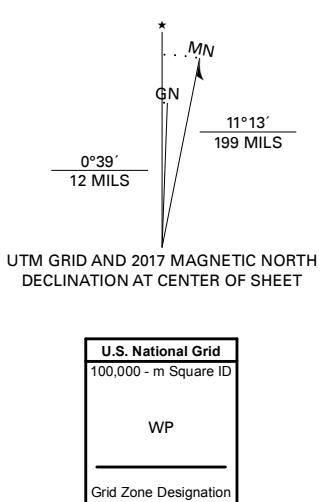 ★
MN
GN
11°13´
199 MILS
0°39´
12 MILS
UTM GRID AND 2017 MAGNETIC NORTH
DECLINATION AT CENTER OF SHEET
U.S. National Grid
100,000 - m Square ID
WP
Grid Zone Designation